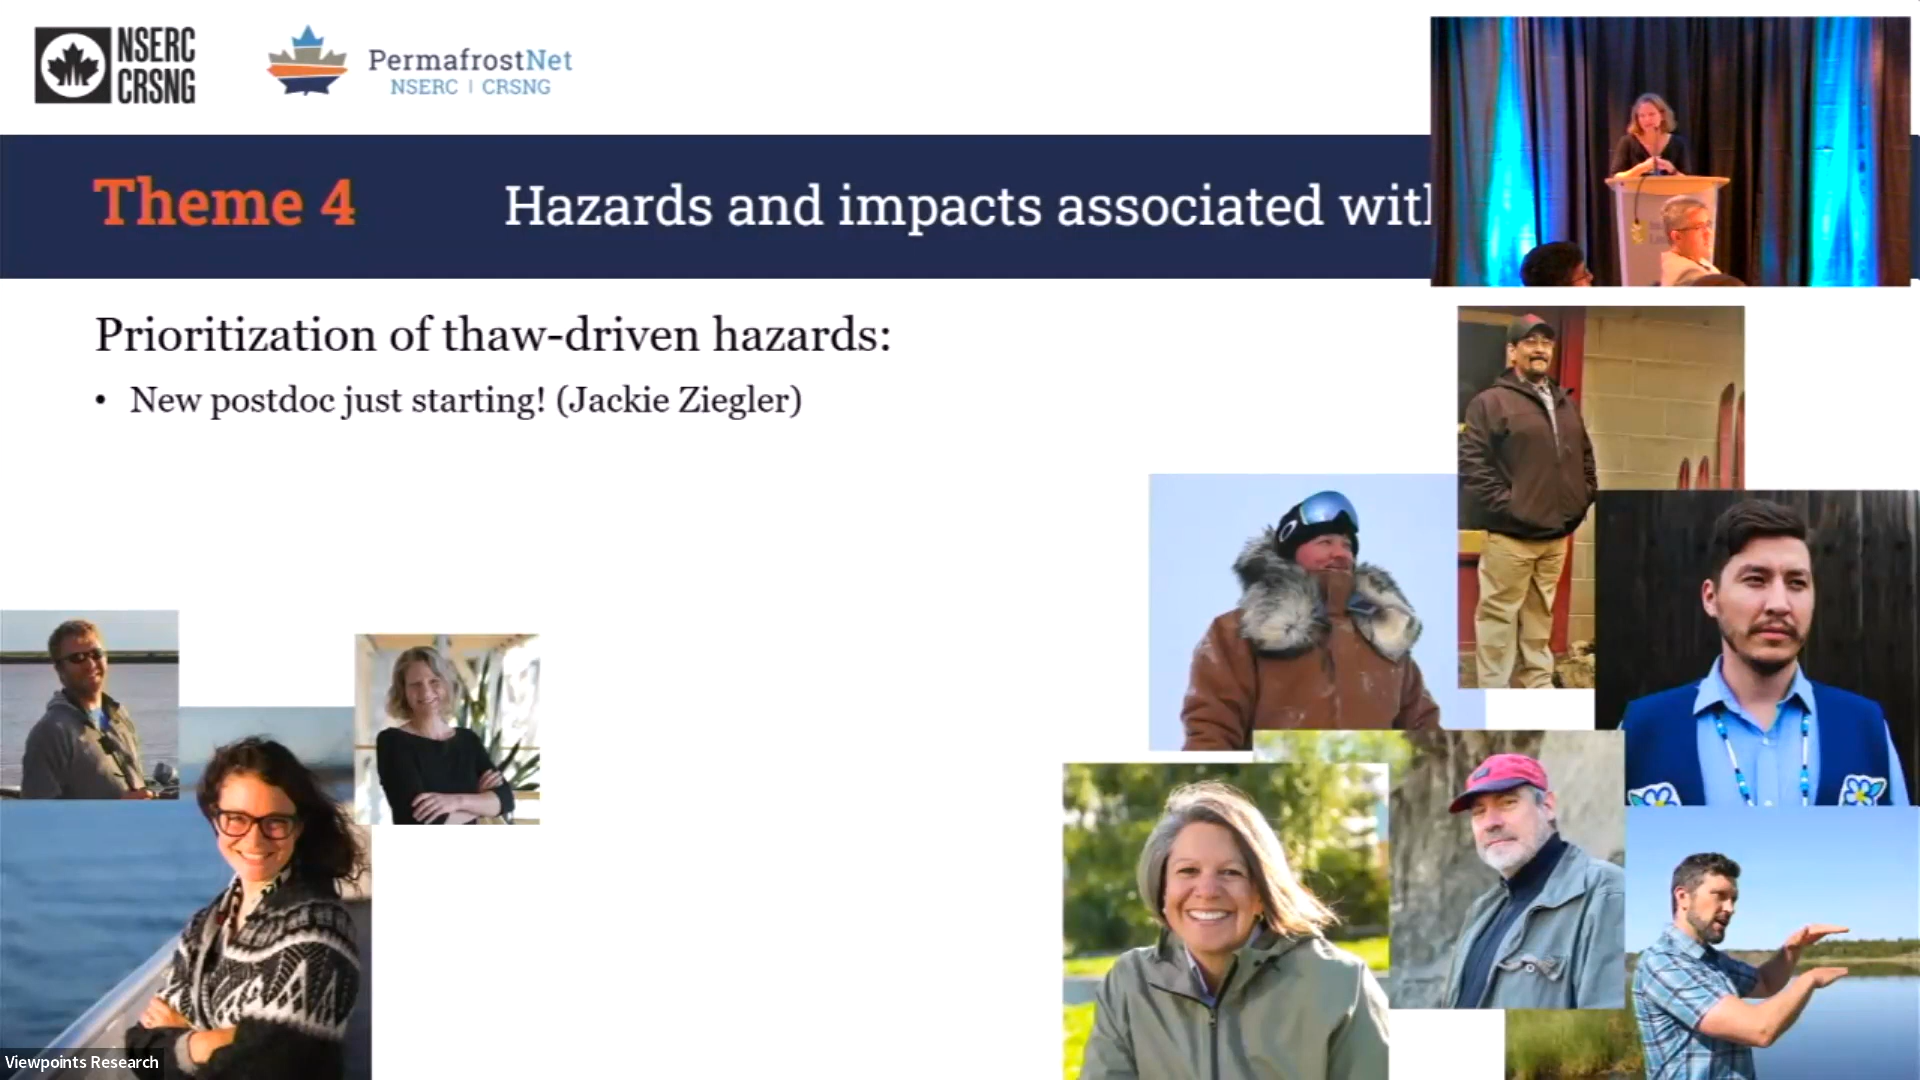 NSERC
CRSNG
PermafrostNet
NSERC | CRSNG
Theme 4
Hazards and impacts associated with
Prioritization of thaw-driven hazards:
• New postdoc just starting! (Jackie Ziegler)
Viewpoints Research